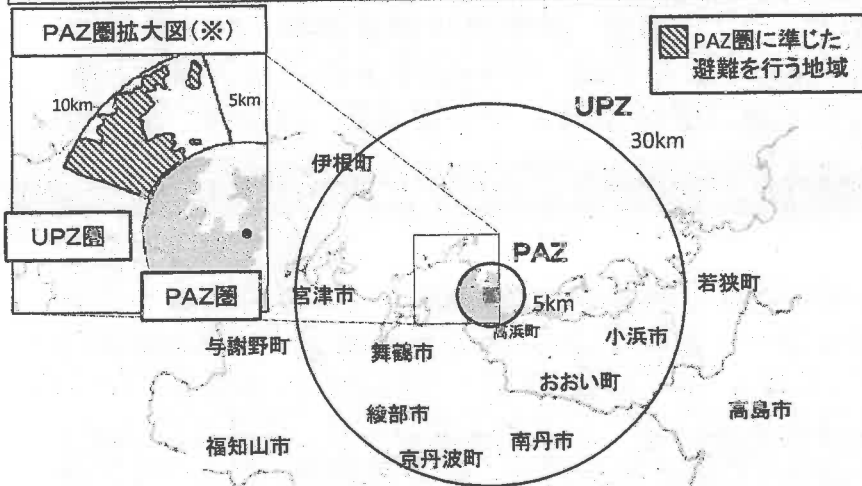 PAZ圏拡大図(※)
10km
5km
UPZ圏
PAZ圏
PAZ圏に準じた
避難を行う地域
UPZ
30km
伊根町
PAZ
5km
宮津市
若狭町
高浜町
小浜市
与謝野町
舞鶴市
おおい町
高島市
綾部市
南丹市
福知山市
京丹波町